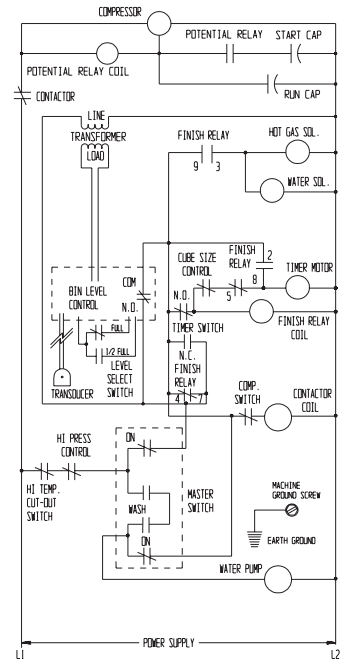 COMPRESSOR
POTENTIAL RELAY
START CAP
POTENTIAL RELAY COIL
RUN CAP
CONTACTOR
LINE
TRANSFORMER
LOAD
FINISH RELAY
9 3
HOT GAS SOL.
WATER SOL.
CUBE SIZE
CONTROL
FINISH
RELAY
2
8
5
TIMER MOTOR
BIN LEVEL
CONTROL
COM
N.O.
N.O.
TIMER SWITCH
FINISH RELAY
COIL
FULL
1/2 FULL
LEVEL
SELECT
SWITCH
TRANSDUCER
N.C.
FINISH
RELAY
4 7
COMP.
SWITCH
CONTACTOR
COIL
HI PRESS
CONTROL
HI TEMP.
CUT-OUT
SWITCH
ON
WASH
ON
MASTER
SWITCH
MACHINE
GROUND SCREW
EARTH GROUND
WATER PUMP
POWER SUPPLY
L1
L2